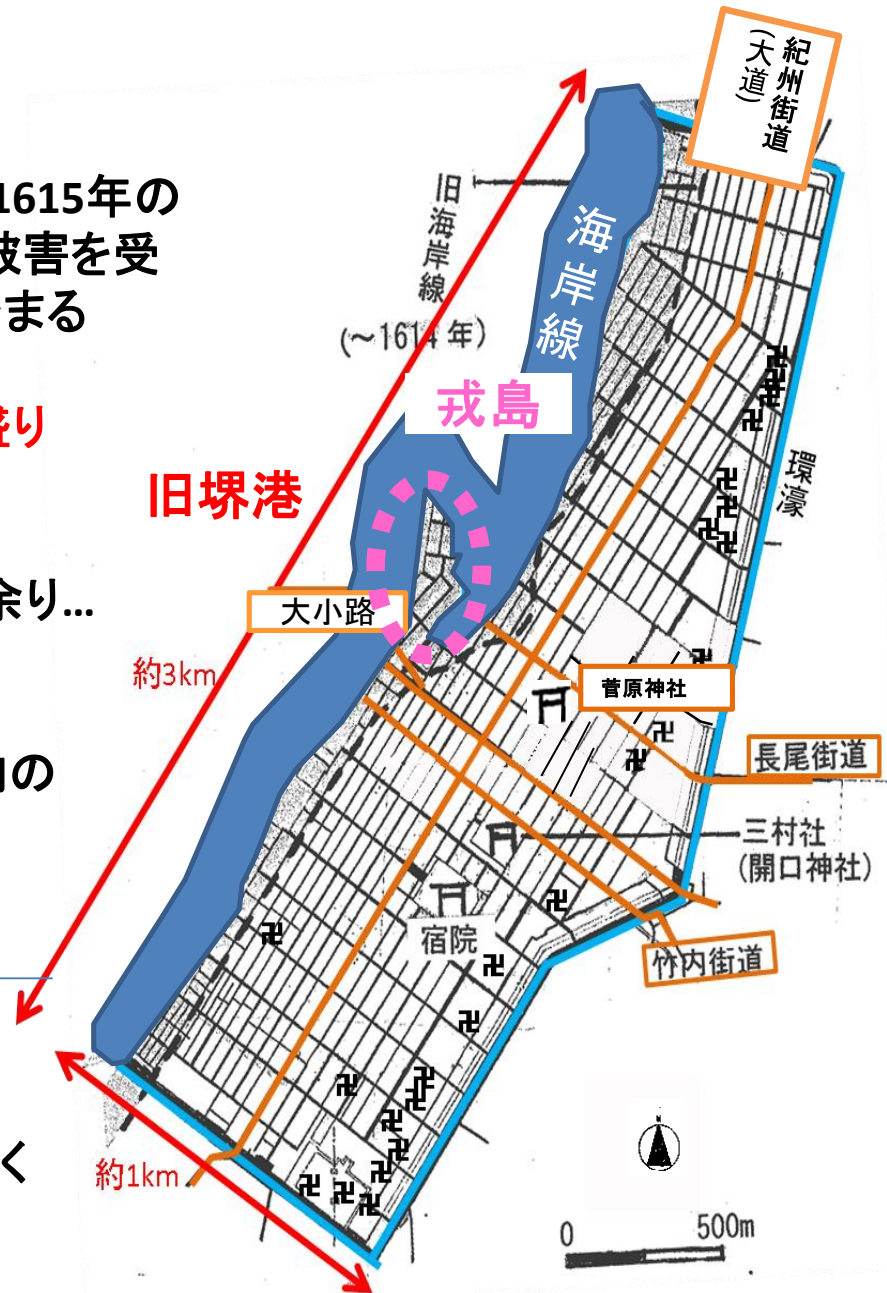 紀州街道
(大道)
1615年の
被害を受
まる
旧海岸線
(~1614年)
海岸線
戎島
盛り
旧堺港
環濠
余り…
大小路
約3km
菅原神社
長尾街道
の
三村社
(開口神社)
宿院
竹内街道
く
約1km
0 500m